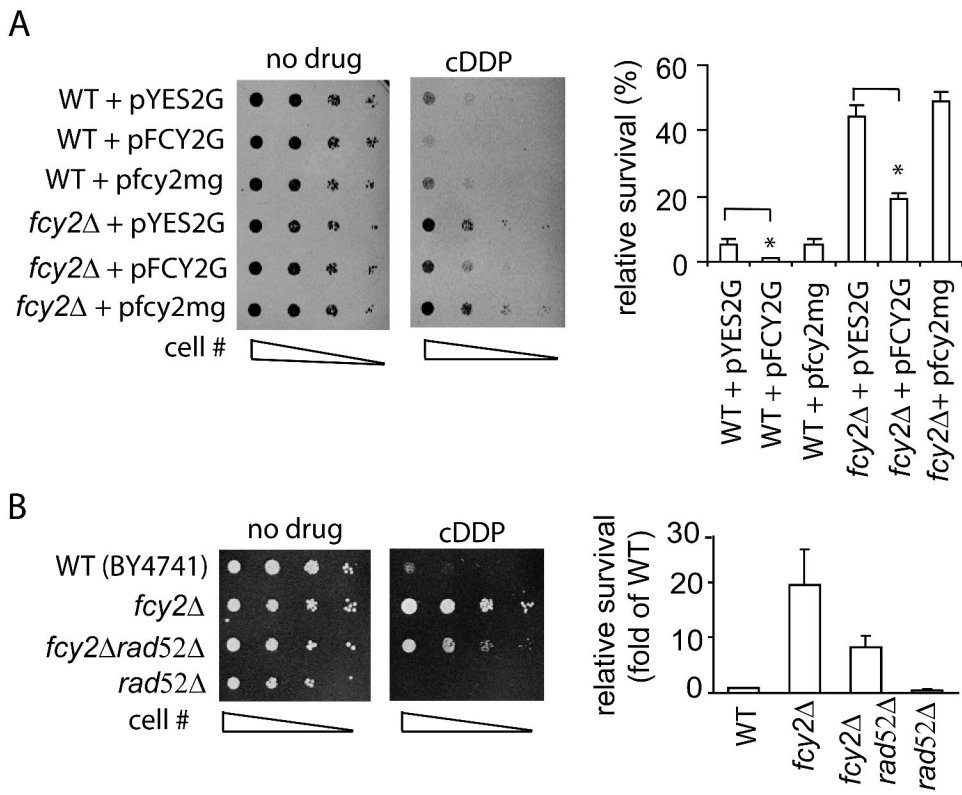 A
no drug
cDDP
WT + pYES2G
WT + pFCY2G
WT + pfcy2mg
fcy2Δ + pYES2G
fcy2Δ + pFCY2G
fcy2Δ + pfcy2mg
cell #
relative survival (%)
60
40
20
0
*
*
WT + pYES2G
WT + pFCY2G
WT + pfcy2mg
fcy2Δ + pYES2G
fcy2Δ + pFCY2G
fcy2Δ+ pfcy2mg
B
no drug
cDDP
WT (BY4741)
fcy2Δ
fcy2Δrad52Δ
rad52Δ
cell #
relative survival
(fold of WT)
30
20
10
0
WT
fcy2Δ
fcy2Δ
rad52Δ
rad52Δ